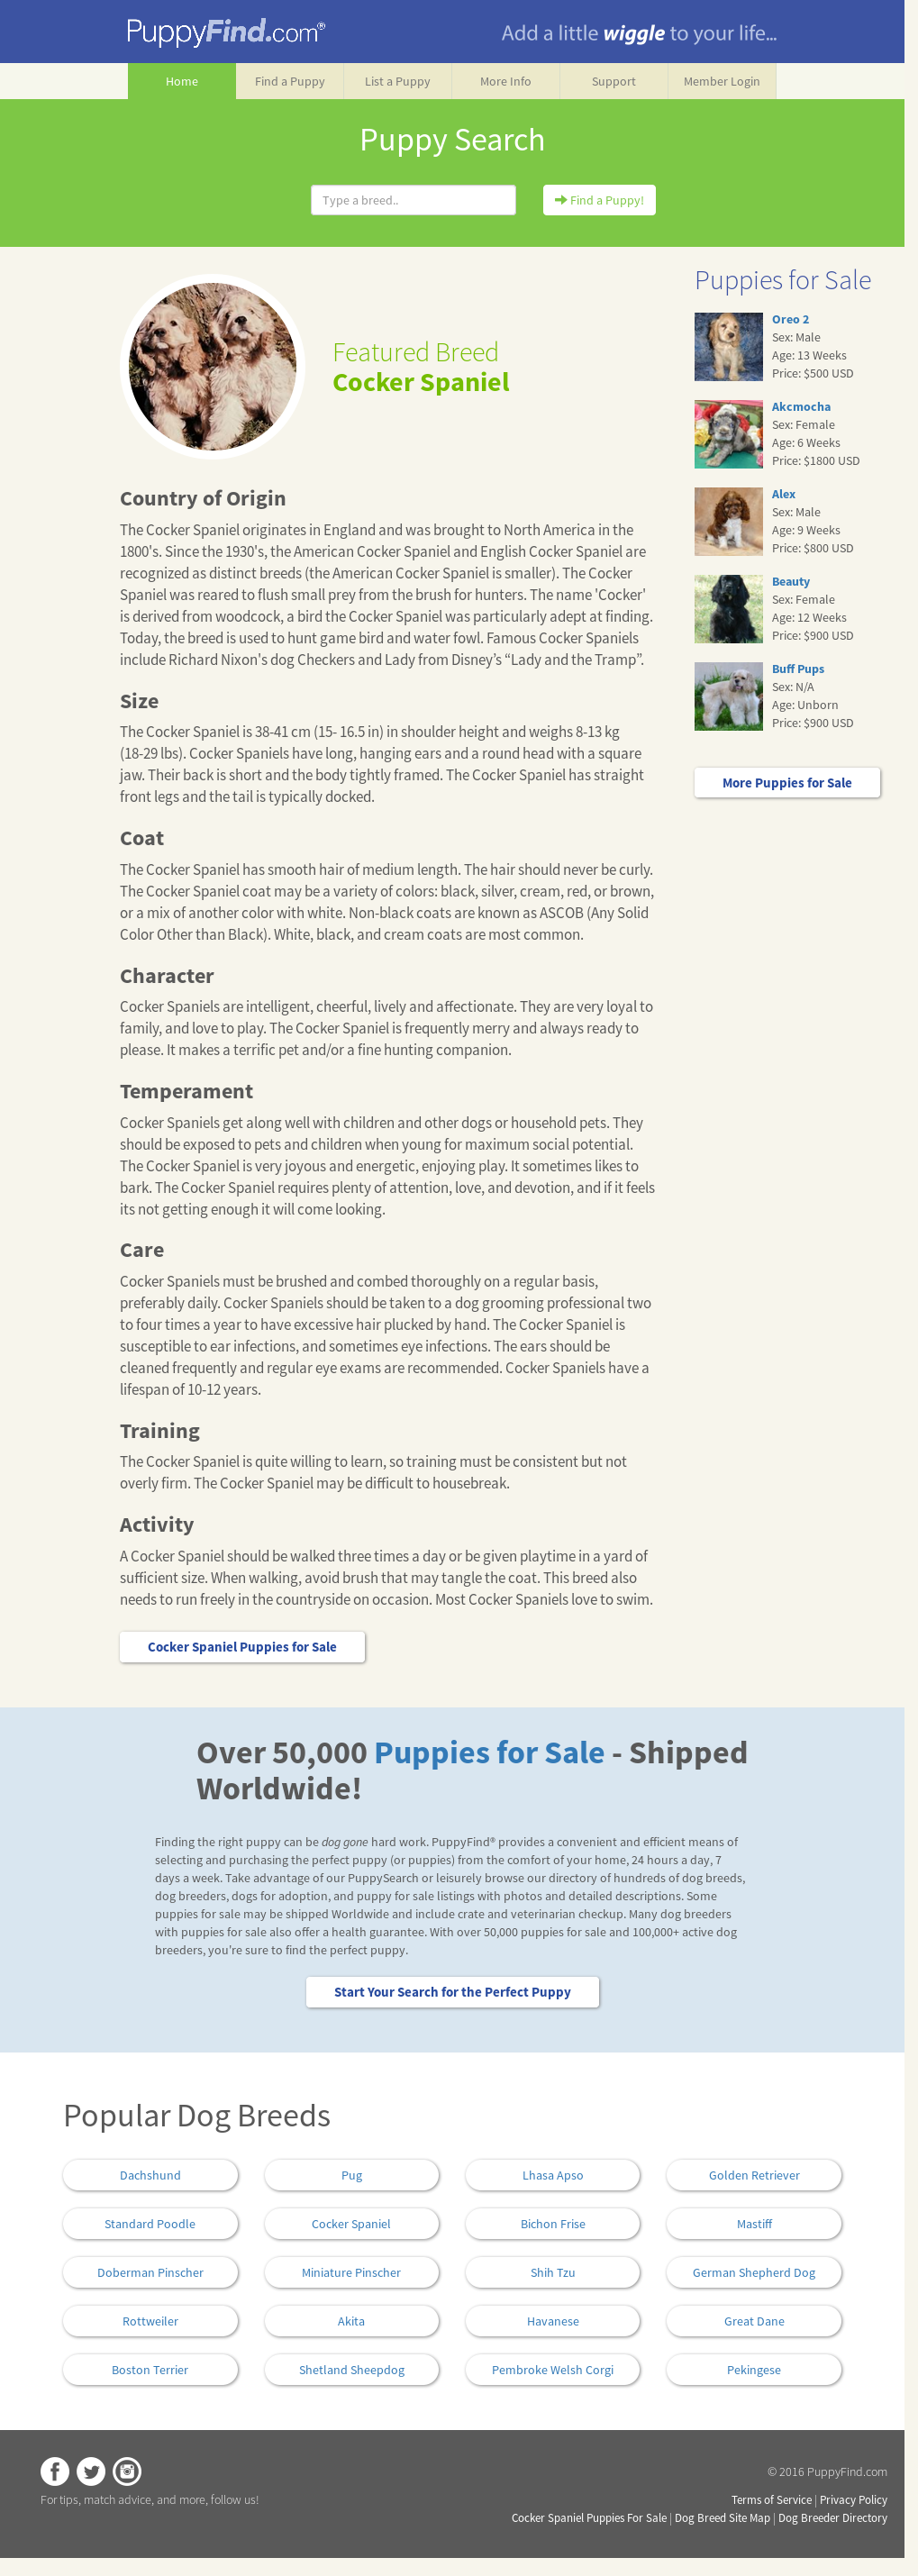 PuppyFind.com®
Add a little wiggle to your life...
Home
Find a Puppy
List a Puppy
More Info
Support
Member Login
Puppy Search
Type a breed..
Find a Puppy!
Featured Breed
Cocker Spaniel
Country of Origin
The Cocker Spaniel originates in England and was brought to North America in the
1800's. Since the 1930's, the American Cocker Spaniel and English Cocker Spaniel are
recognized as distinct breeds (the American Cocker Spaniel is smaller). The Cocker
Spaniel was reared to flush small prey from the brush for hunters. The name 'Cocker'
is derived from woodcock, a bird the Cocker Spaniel was particularly adept at finding.
Today, the breed is used to hunt game bird and water fowl. Famous Cocker Spaniels
include Richard Nixon's dog Checkers and Lady from Disney’s “Lady and the Tramp”.
Size
The Cocker Spaniel is 38-41 cm (15- 16.5 in) in shoulder height and weighs 8-13 kg
(18-29 lbs). Cocker Spaniels have long, hanging ears and a round head with a square
jaw. Their back is short and the body tightly framed. The Cocker Spaniel has straight
front legs and the tail is typically docked.
Coat
The Cocker Spaniel has smooth hair of medium length. The hair should never be curly.
The Cocker Spaniel coat may be a variety of colors: black, silver, cream, red, or brown,
or a mix of another color with white. Non-black coats are known as ASCOB (Any Solid
Color Other than Black). White, black, and cream coats are most common.
Character
Cocker Spaniels are intelligent, cheerful, lively and affectionate. They are very loyal to
family, and love to play. The Cocker Spaniel is frequently merry and always ready to
please. It makes a terrific pet and/or a fine hunting companion.
Temperament
Cocker Spaniels get along well with children and other dogs or household pets. They
should be exposed to pets and children when young for maximum social potential.
The Cocker Spaniel is very joyous and energetic, enjoying play. It sometimes likes to
bark. The Cocker Spaniel requires plenty of attention, love, and devotion, and if it feels
its not getting enough it will come looking.
Care
Cocker Spaniels must be brushed and combed thoroughly on a regular basis,
preferably daily. Cocker Spaniels should be taken to a dog grooming professional two
to four times a year to have excessive hair plucked by hand. The Cocker Spaniel is
susceptible to ear infections, and sometimes eye infections. The ears should be
cleaned frequently and regular eye exams are recommended. Cocker Spaniels have a
lifespan of 10-12 years.
Training
The Cocker Spaniel is quite willing to learn, so training must be consistent but not
overly firm. The Cocker Spaniel may be difficult to housebreak.
Activity
A Cocker Spaniel should be walked three times a day or be given playtime in a yard of
sufficient size. When walking, avoid brush that may tangle the coat. This breed also
needs to run freely in the countryside on occasion. Most Cocker Spaniels love to swim.
Cocker Spaniel Puppies for Sale
Puppies for Sale
Oreo 2
Sex: Male
Age: 13 Weeks
Price: $500 USD
Akcmocha
Sex: Female
Age: 6 Weeks
Price: $1800 USD
Alex
Sex: Male
Age: 9 Weeks
Price: $800 USD
Beauty
Sex: Female
Age: 12 Weeks
Price: $900 USD
Buff Pups
Sex: N/A
Age: Unborn
Price: $900 USD
More Puppies for Sale
Over 50,000 Puppies for Sale - Shipped
Worldwide!
Finding the right puppy can be dog gone hard work. PuppyFind® provides a convenient and efficient means of
selecting and purchasing the perfect puppy (or puppies) from the comfort of your home, 24 hours a day, 7
days a week. Take advantage of our PuppySearch or leisurely browse our directory of hundreds of dog breeds,
dog breeders, dogs for adoption, and puppy for sale listings with photos and detailed descriptions. Some
puppies for sale may be shipped Worldwide and include crate and veterinarian checkup. Many dog breeders
with puppies for sale also offer a health guarantee. With over 50,000 puppies for sale and 100,000+ active dog
breeders, you're sure to find the perfect puppy.
Start Your Search for the Perfect Puppy
Popular Dog Breeds
Dachshund
Pug
Lhasa Apso
Golden Retriever
Standard Poodle
Cocker Spaniel
Bichon Frise
Mastiff
Doberman Pinscher
Miniature Pinscher
Shih Tzu
German Shepherd Dog
Rottweiler
Akita
Havanese
Great Dane
Boston Terrier
Shetland Sheepdog
Pembroke Welsh Corgi
Pekingese
For tips, match advice, and more, follow us!
© 2016 PuppyFind.com
Terms of Service | Privacy Policy
Cocker Spaniel Puppies For Sale | Dog Breed Site Map | Dog Breeder Directory